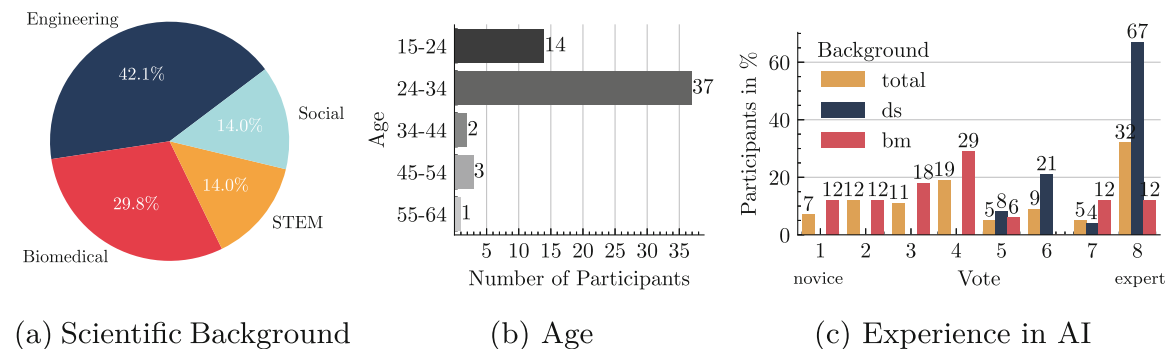 Engineering
42.1%
Social
14.0%
14.0%
STEM
29.8%
Biomedical
(a) Scientific Background
Age
15-24
14
24-34
37
34-44
2
45-54
3
55-64
1
5 10 15 20 25 30 35
Number of Participants
(b) Age
Participants in %
60
40
20
0
Background
total
ds
bm
7 12 12 12 11 18 19 29 5 8 6 9 21 5 4 12 32 67 12
1 2 3 4 5 6 7 8
novice Vote expert
(c) Experience in AI